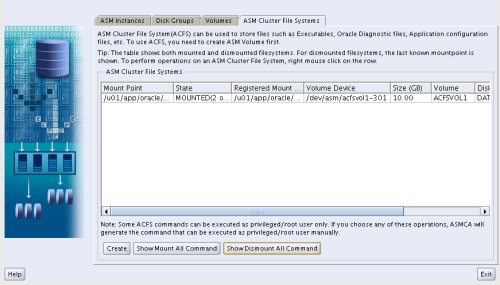 ASM Instances Disk Groups Volumes ASM Cluster File Systems
ASM Cluster File System(ACFS) can be used to store files such as Executables, Oracle Diagnostic files, Application configuration
files, etc. To use ACFS, you need to create ASM Volume first.
Tip: The table shows both mounted and dismounted filesystems. For dismounted filesystems, the last known mountpoint is
shown. To perform operations on an ASM Cluster File System, right mouse click on the row.
ASM Cluster File Systems
Mount Point State Registered Mount ... Volume Device Size (GB) Volume Disk
/u01/app/oracle/... MOUNTED(2 o... /u01/app/oracle/... /dev/asm/acfsvol1-301 10.00 ACFSVOL1 DAT
Note: Some ACFS commands can be executed as privileged/root user only. If you choose any of these operations, ASMCA will
generate the command that can be executed as privileged/root user manually.
Create Show Mount All Command Show Dismount All Command
Help Exit